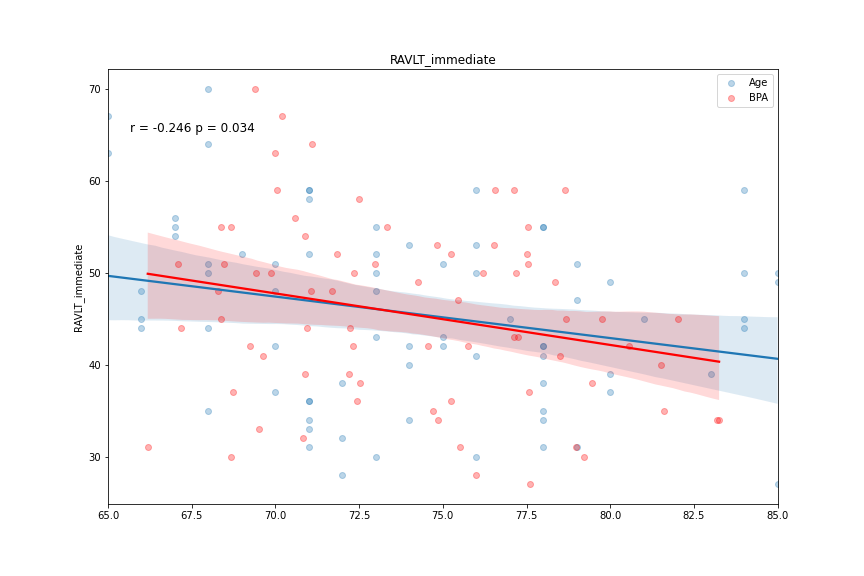 RAVLT_immediate
Age
BPA
r = -0.246 p = 0.034
RAVLT_immediate
70
60
50
40
30
65.0 67.5 70.0 72.5 75.0 77.5 80.0 82.5 85.0